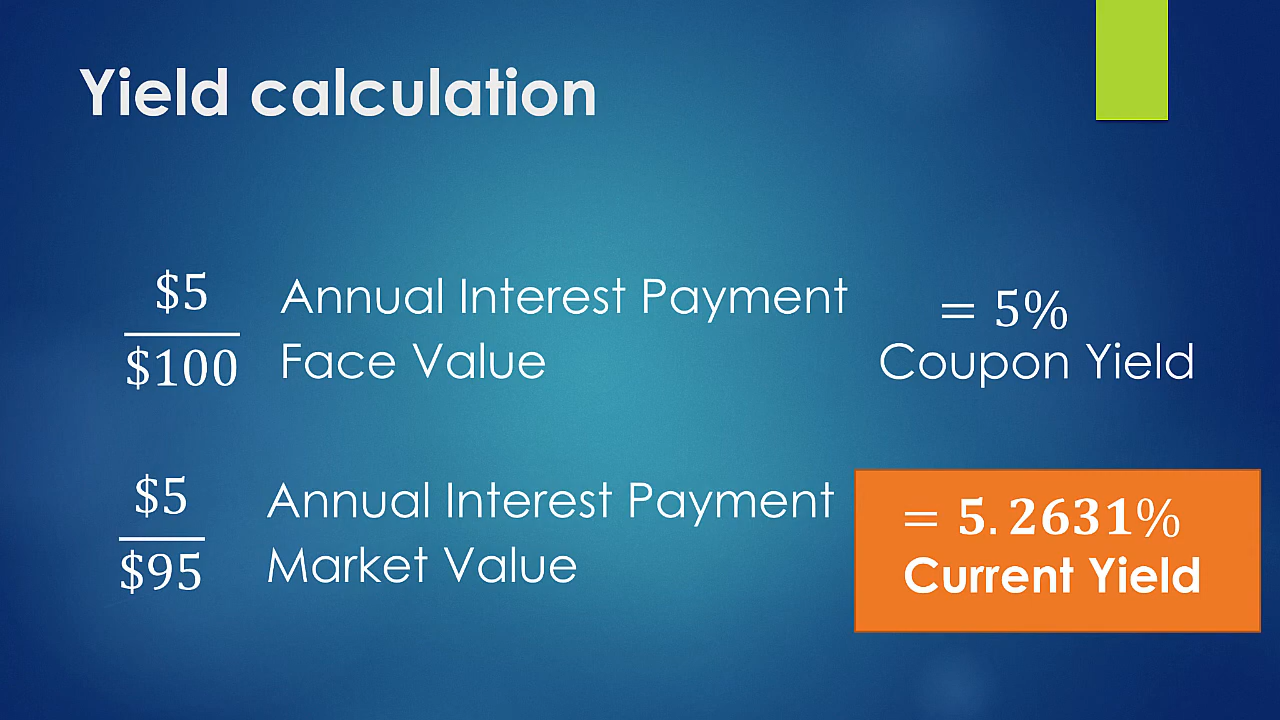 Yield calculation
$5 Annual Interest Payment
$100 Face Value
= 5%
Coupon Yield
$5 Annual Interest Payment
$95 Market Value
= 5.2631%
Current Yield